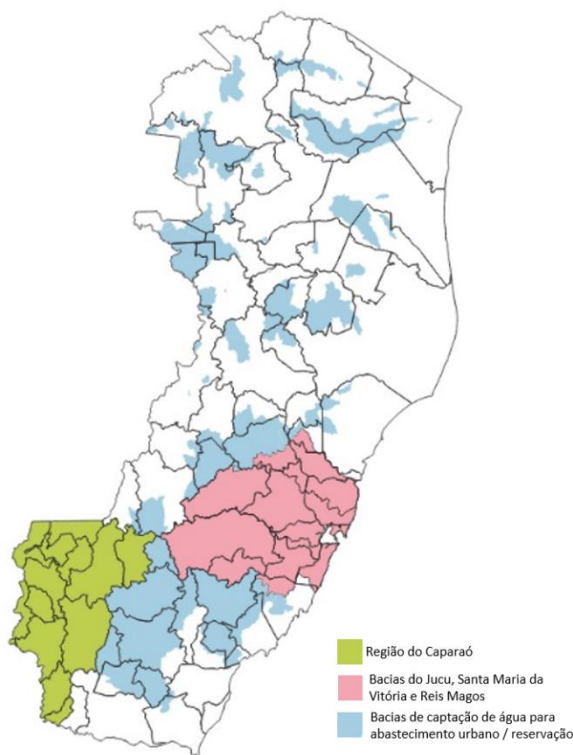 Região do Caparaó
Bacias do Jucu, Santa Maria da
Vitória e Reis Magos
Bacias de captação de água para
abastecimento urbano / reservação